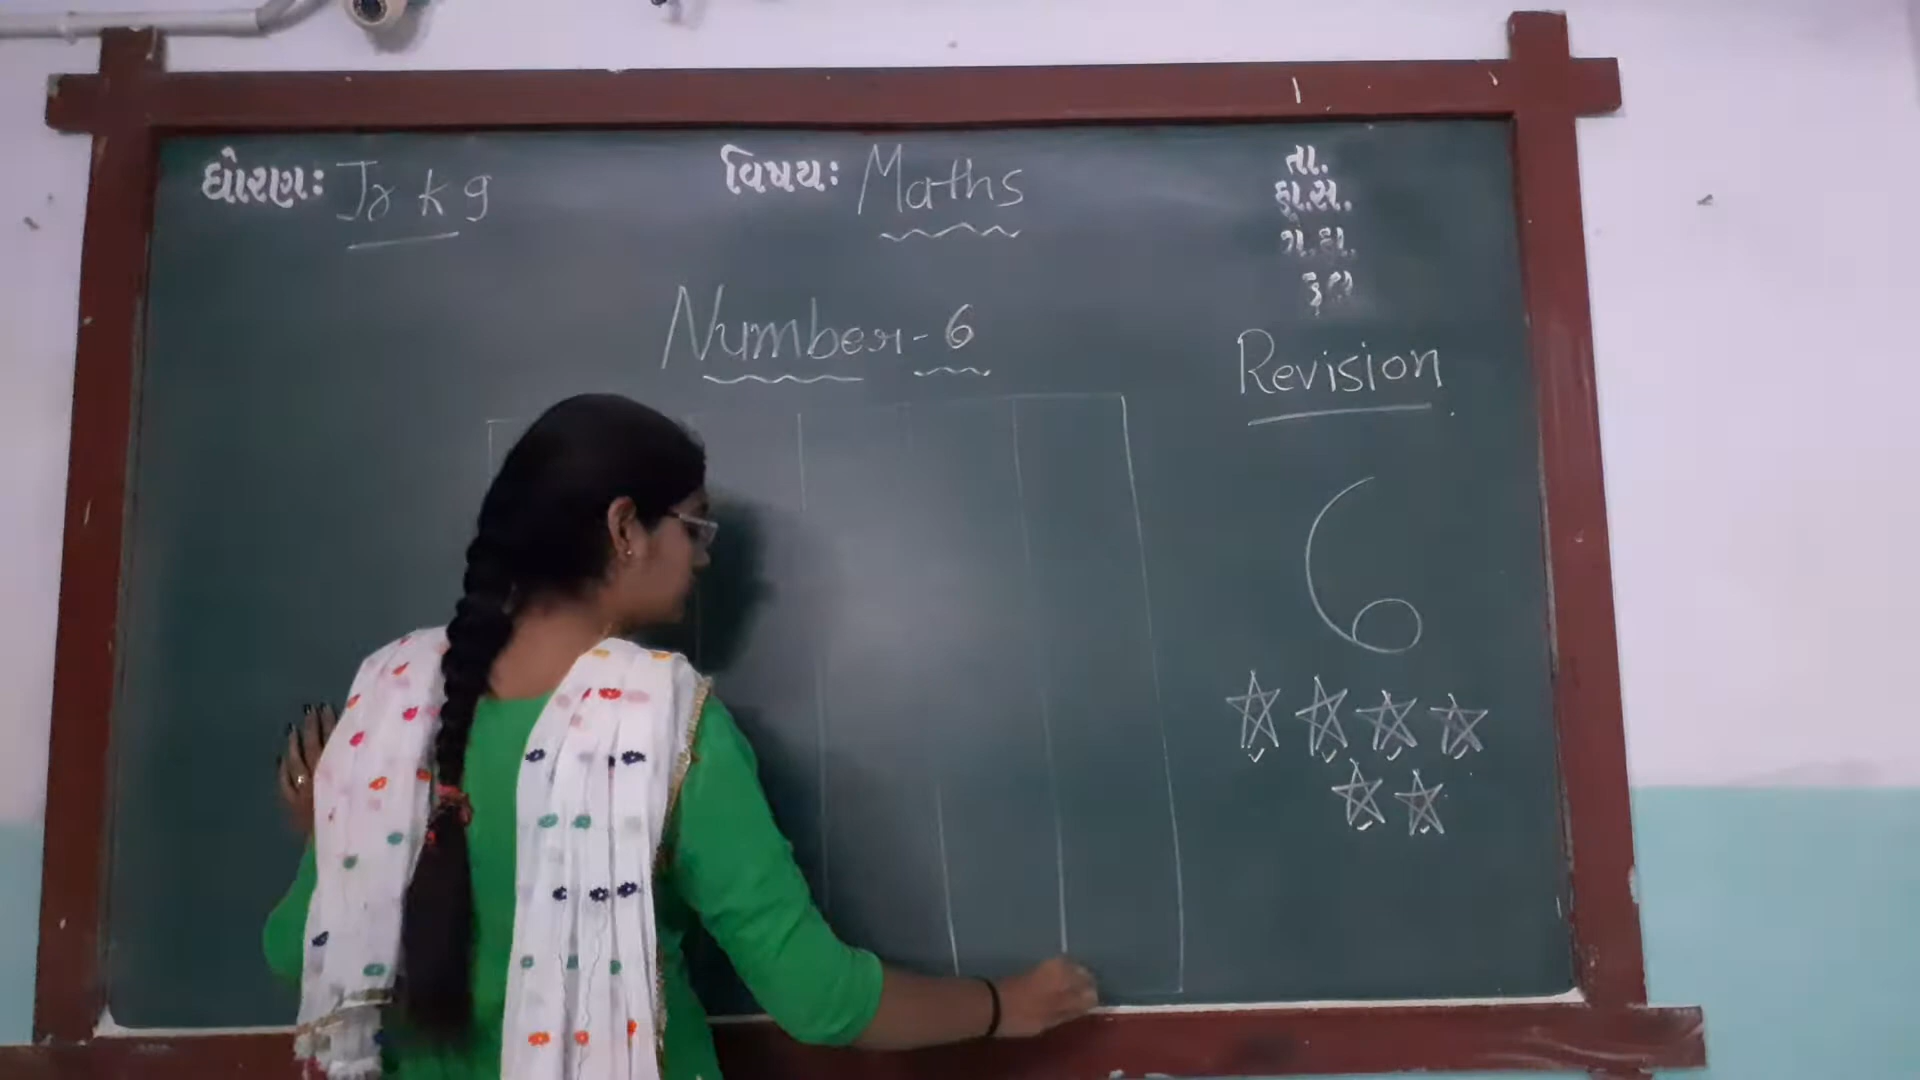 ધોરણ: Jr kg
વિષય: Maths
તા.
કા.સ.
ગે.હા.
કુલ
Number-6
Revision
6